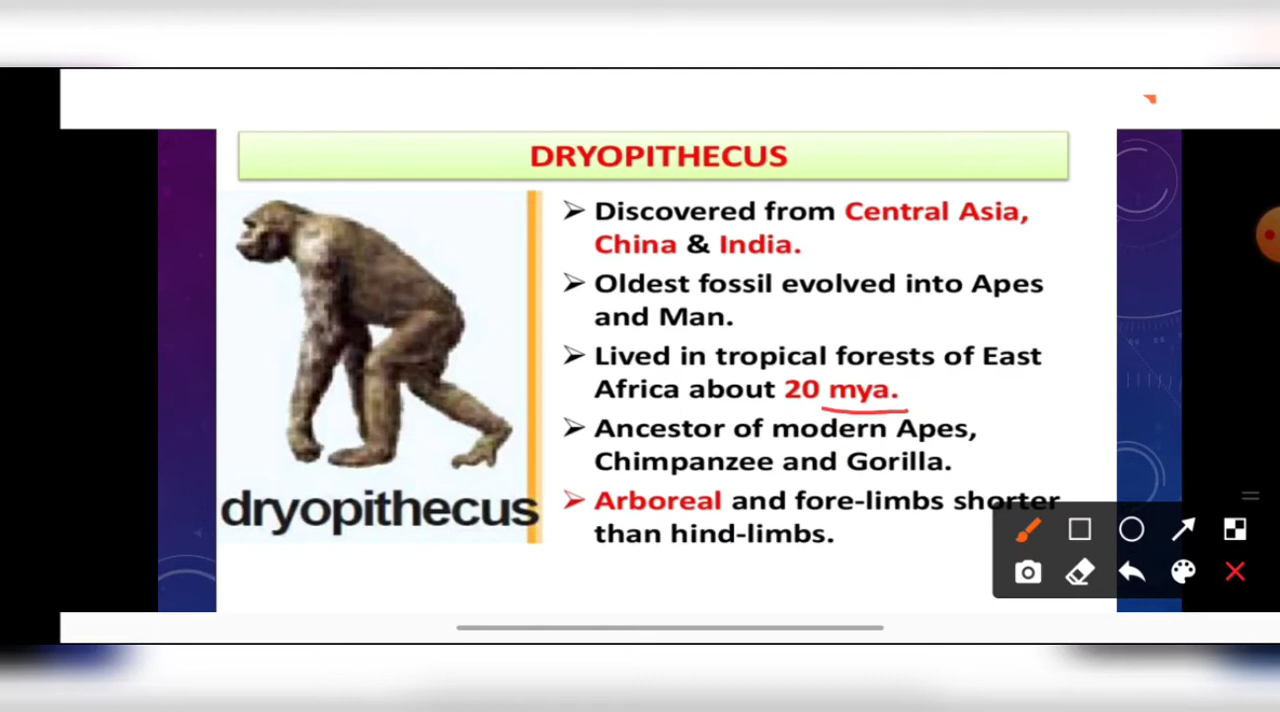 DRYOPITHECUS
➢ Discovered from Central Asia,
China & India.
➢ Oldest fossil evolved into Apes
and Man.
➢ Lived in tropical forests of East
Africa about 20 mya.
➢ Ancestor of modern Apes,
Chimpanzee and Gorilla.
➢ Arboreal and fore-limbs shorter
than hind-limbs.
dryopithecus